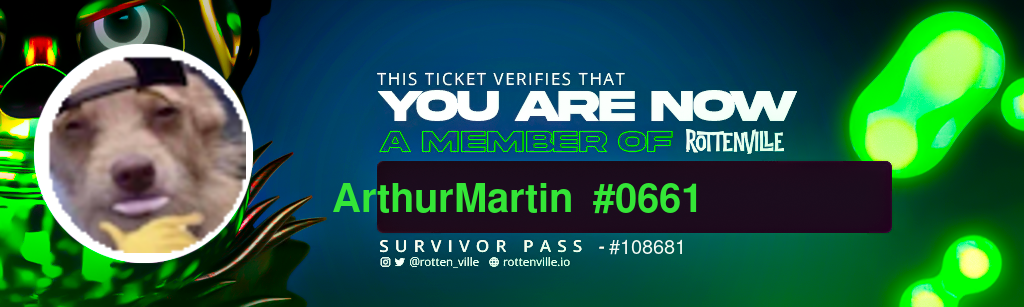 THIS TICKET VERIFIES THAT
YOU ARE NOW
A MEMBER OF ROTTENVILLE
ArthurMartin #0661
SURVIVOR PASS - #108681
@rotten_ville rottenville.io